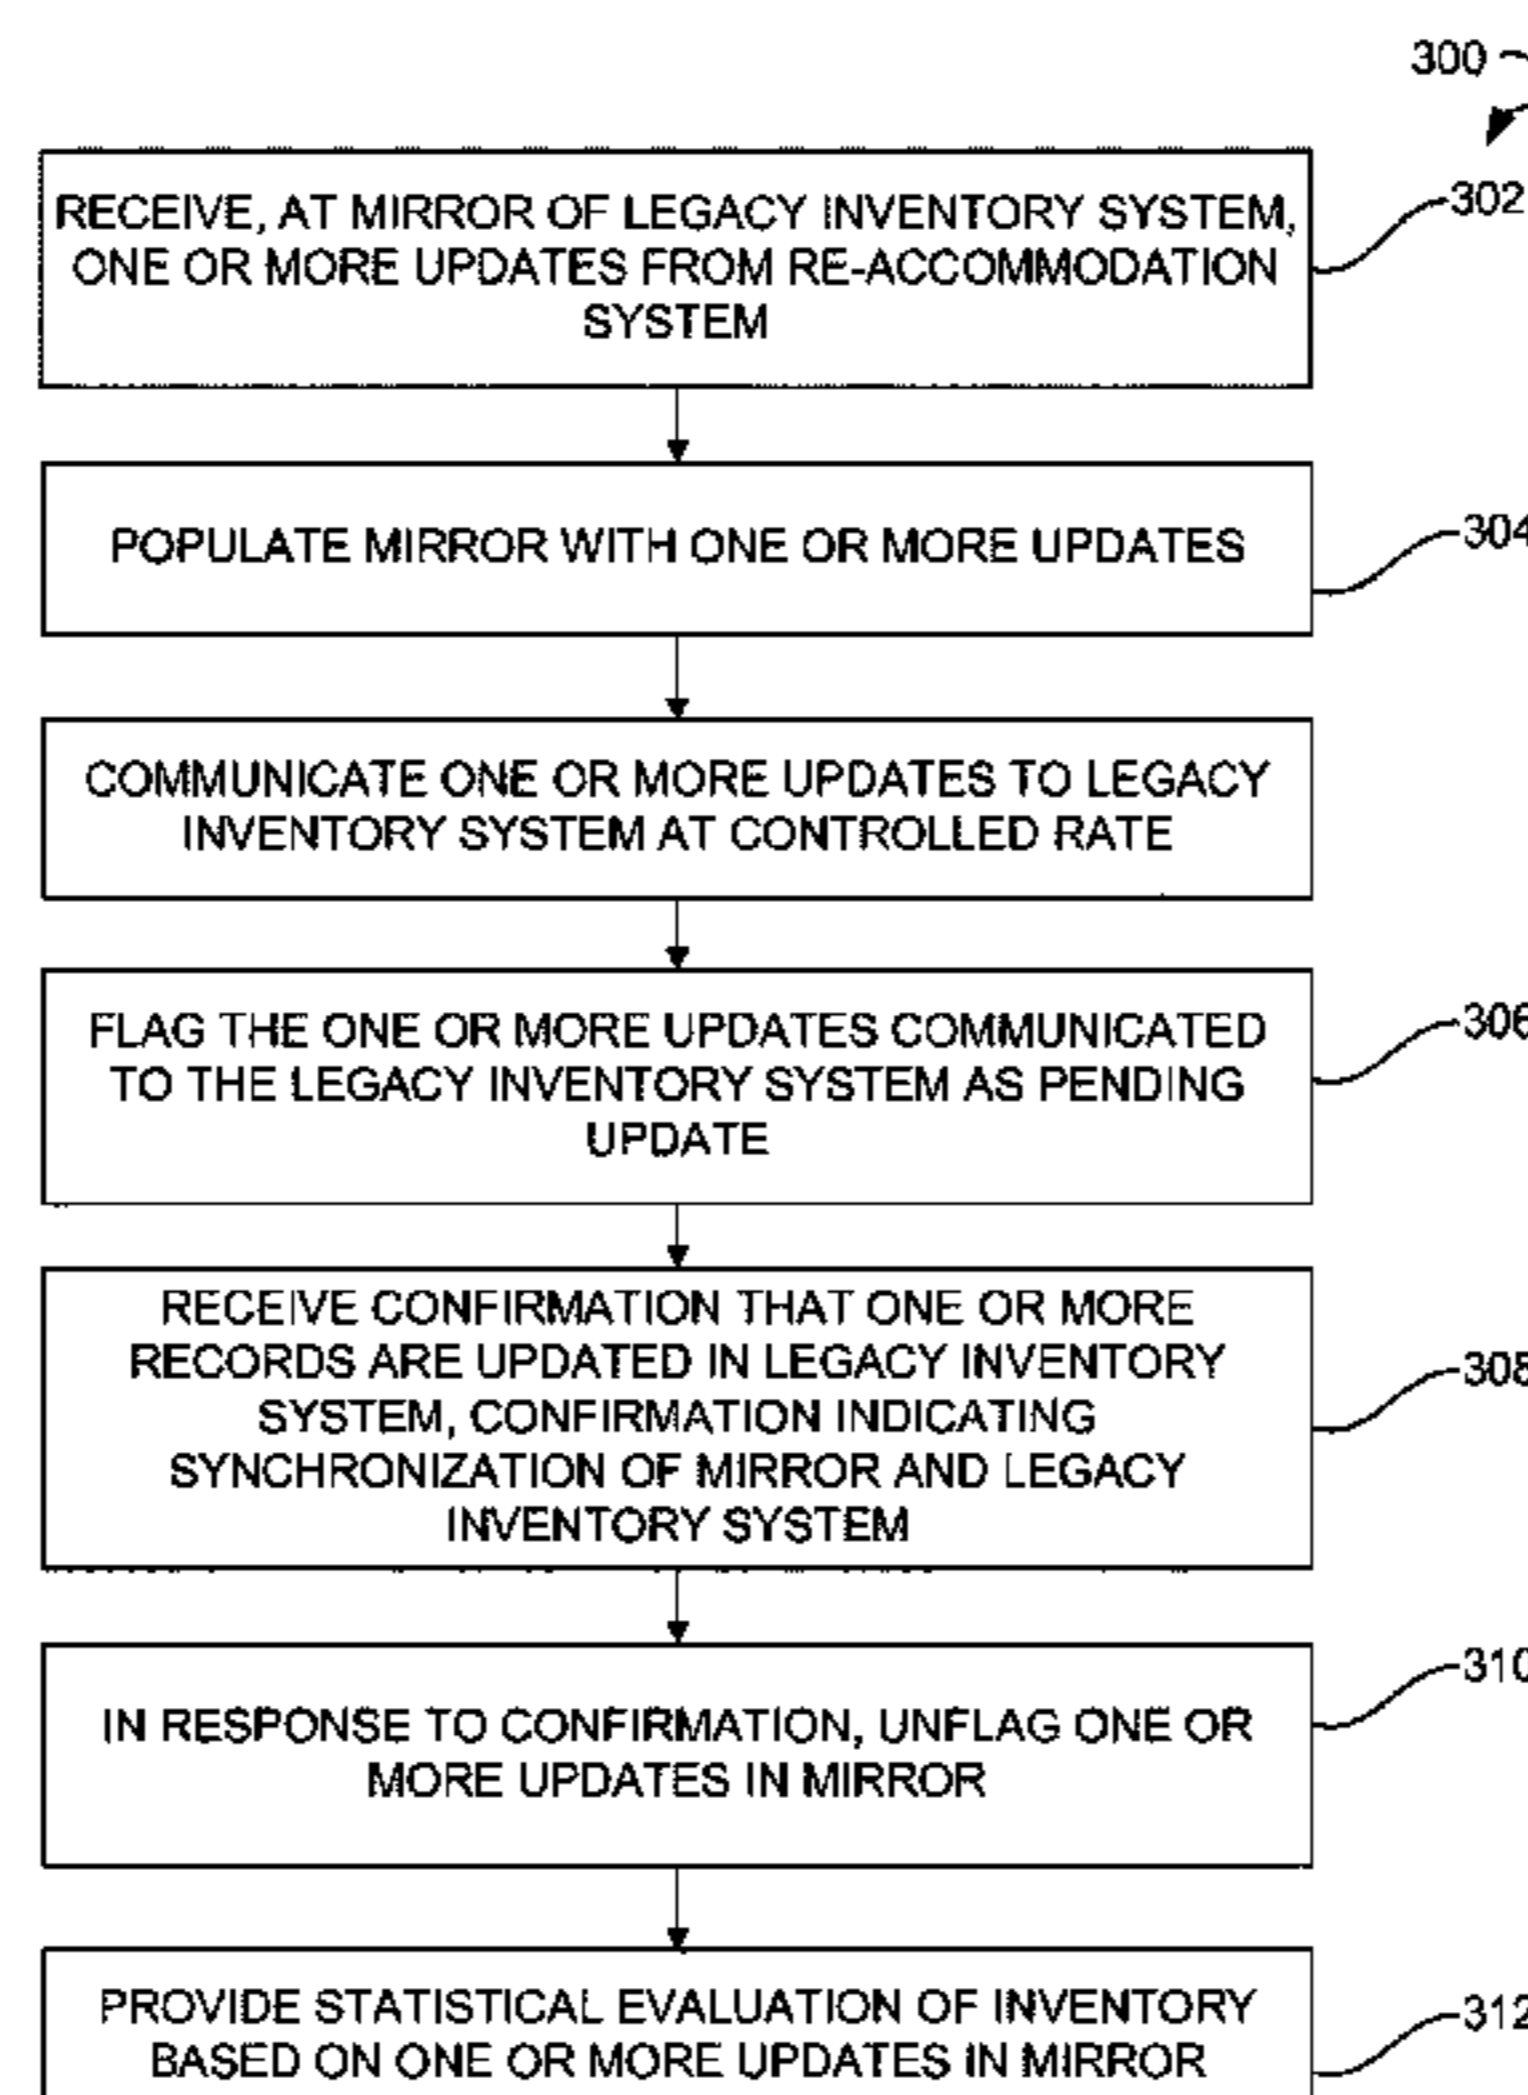 300
RECEIVE, AT MIRROR OF LEGACY INVENTORY SYSTEM,
ONE OR MORE UPDATES FROM RE-ACCOMMODATION
SYSTEM
302
POPULATE MIRROR WITH ONE OR MORE UPDATES
304
COMMUNICATE ONE OR MORE UPDATES TO LEGACY
INVENTORY SYSTEM AT CONTROLLED RATE
FLAG THE ONE OR MORE UPDATES COMMUNICATED
TO THE LEGACY INVENTORY SYSTEM AS PENDING
UPDATE
306
RECEIVE CONFIRMATION THAT ONE OR MORE
RECORDS ARE UPDATED IN LEGACY INVENTORY
SYSTEM, CONFIRMATION INDICATING
SYNCHRONIZATION OF MIRROR AND LEGACY
INVENTORY SYSTEM
308
IN RESPONSE TO CONFIRMATION, UNFLAG ONE OR
MORE UPDATES IN MIRROR
310
PROVIDE STATISTICAL EVALUATION OF INVENTORY
BASED ON ONE OR MORE UPDATES IN MIRROR
312